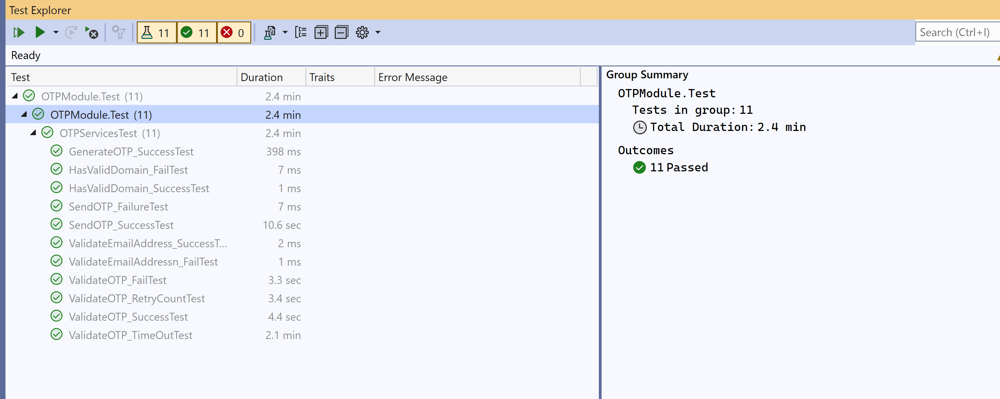 Test Explorer
11 11 0
Search (Ctrl+I)
Ready
Test Duration Traits Error Message
OTPModule.Test (11) 2.4 min
OTPModule.Test (11) 2.4 min
OTPServicesTest (11) 2.4 min
GenerateOTP_SuccessTest 398 ms
HasValidDomain_FailTest 7 ms
HasValidDomain_SuccessTest 1 ms
SendOTP_FailureTest 7 ms
SendOTP_SuccessTest 10.6 sec
ValidateEmailAddress_SuccessT... 2 ms
ValidateEmailAddressn_FailTest 1 ms
ValidateOTP_FailTest 3.3 sec
ValidateOTP_RetryCountTest 3.4 sec
ValidateOTP_SuccessTest 4.4 sec
ValidateOTP_TimeOutTest 2.1 min
Group Summary
OTPModule.Test
Tests in group: 11
Total Duration: 2.4 min
Outcomes
11 Passed